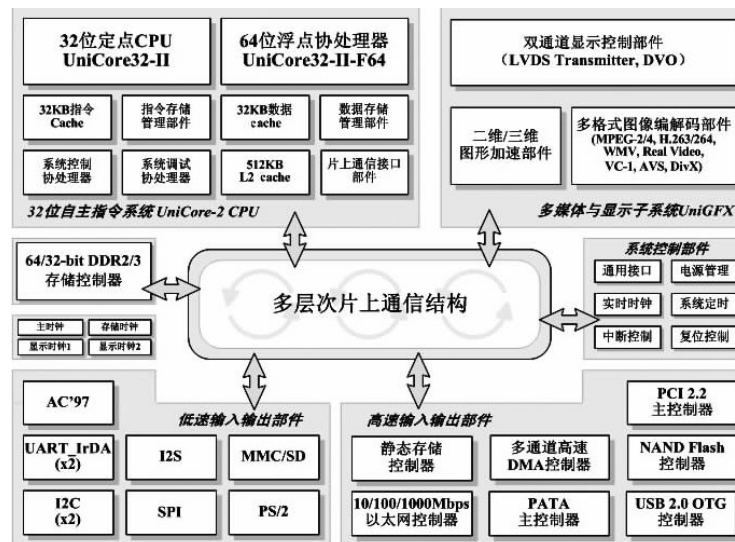 32位定点CPU
UniCore32-II
64位浮点协处理器
UniCore32-II-F64
32KB指令
Cache
指令存储
管理部件
32KB数据
cache
数据存储
管理部件
系统控制
协处理器
系统调试
协处理器
512KB
L2 cache
片上通信接口
部件
32位自主指令系统 UniCore-2 CPU
双通道显示控制部件
(LVDS Transmitter, DVO)
二维/三维
图形加速部件
多格式图像编解码部件
(MPEG-2/4, H.263/264,
WMV, Real Video,
VC-1, AVS, DivX)
多媒体与显示子系统UniGFX
64/32-bit DDR2/3
存储控制器
主时钟
存储时钟
显示时钟1
显示时钟2
多层次片上通信结构
系统控制部件
通用接口
电源管理
实时时钟
系统定时
中断控制
复位控制
AC'97
低速输入输出部件
UART_IrDA
(x2)
I2S
MMC/SD
I2C
(x2)
SPI
PS/2
高速输入输出部件
PCI 2.2
主控制器
静态存储
控制器
多通道高速
DMA控制器
NAND Flash
控制器
10/100/1000Mbps
以太网控制器
PATA
主控制器
USB 2.0 OTG
控制器